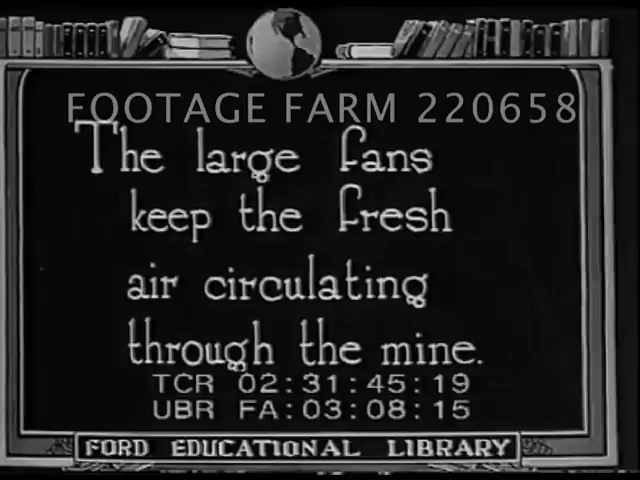 FOOTAGE FARM 220658
The large fans
keep the fresh
air circulating
through the mine.
TCR 02:31:45:19
UBR FA:03:08:15
FORD EDUCATIONAL LIBRARY